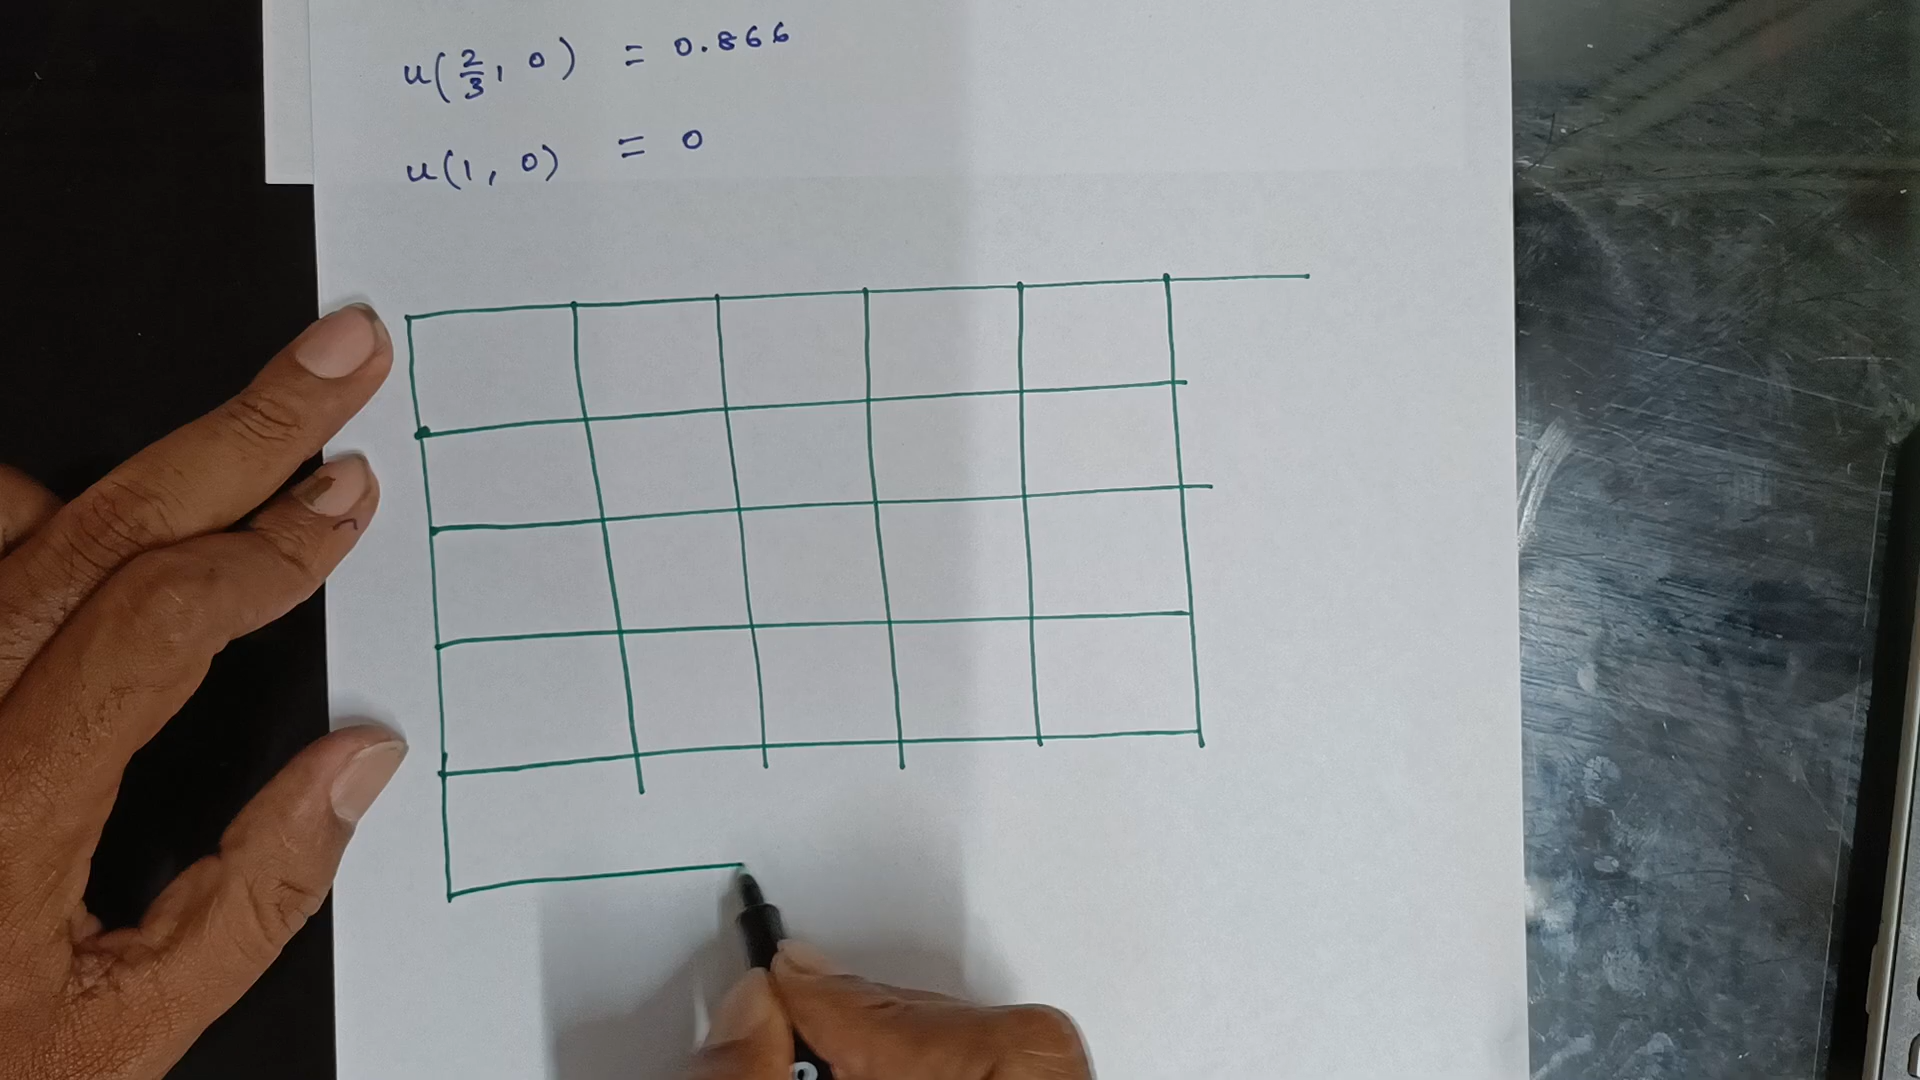 u(2/3, 0) = 0.866
u(1, 0) = 0